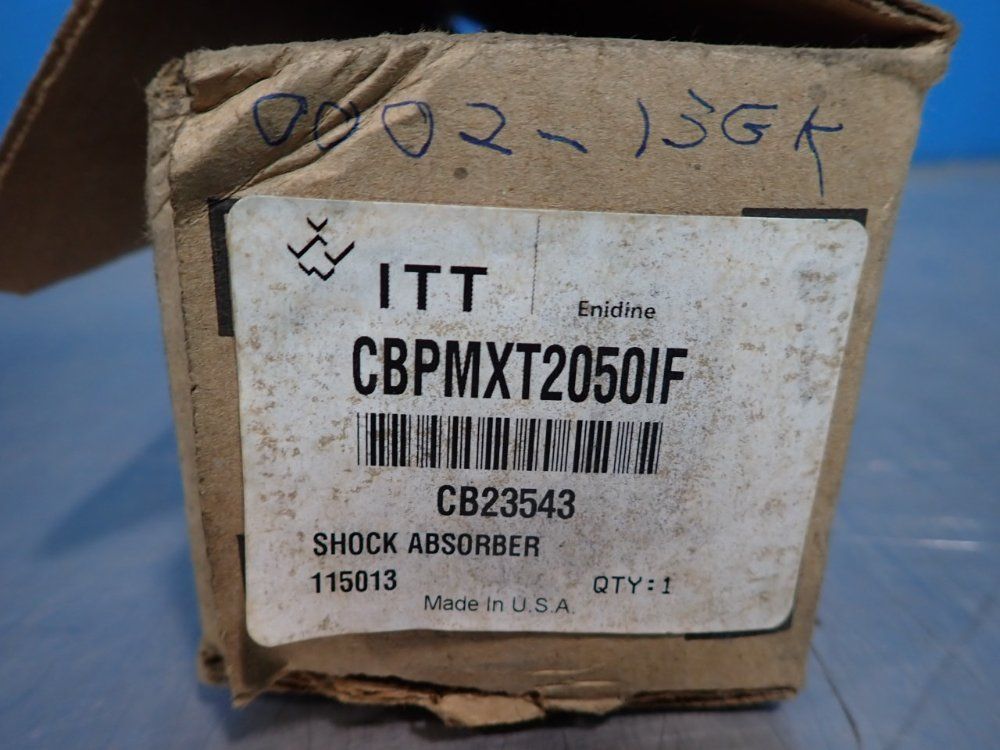 0002-13GK
ITT
Enidine
CBPMXT2050IF
CB23543
SHOCK ABSORBER
115013 QTY:1
Made In U.S.A.